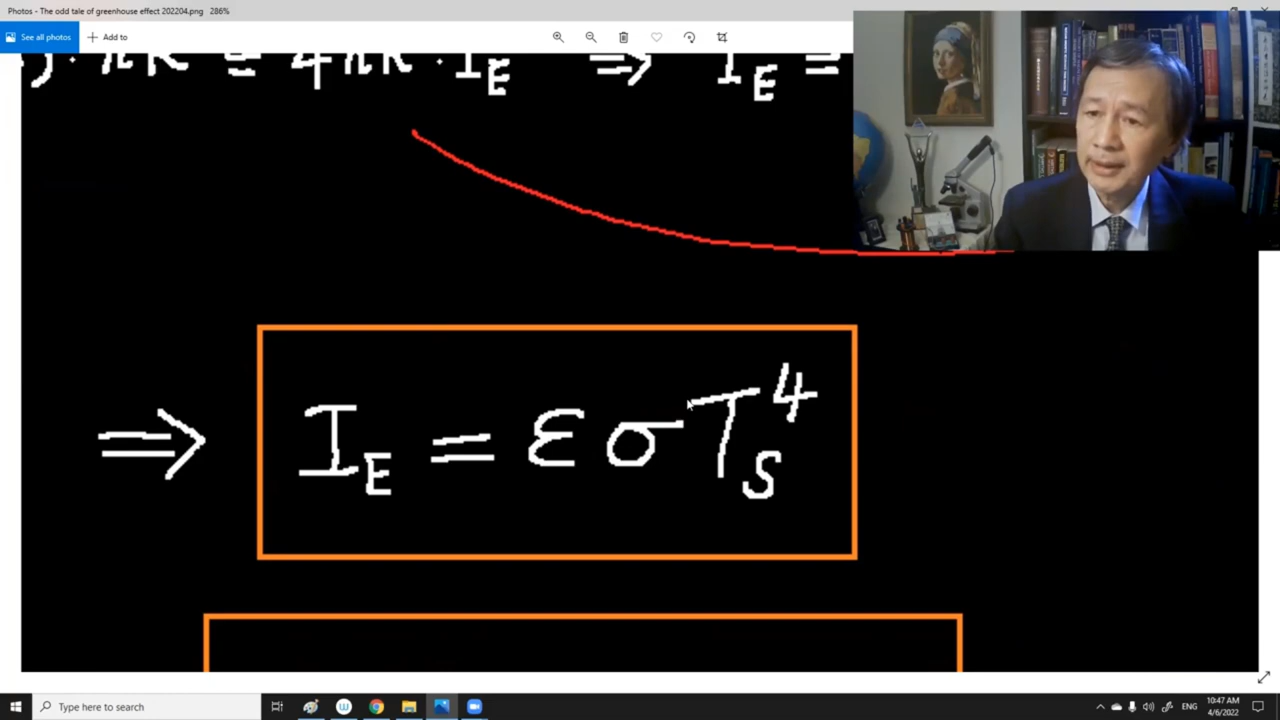 Photos - The odd tale of greenhouse effect 202204.png 286%
See all photos
Add to
⇒ I_E =
⇒ I_E = εσT_S^4
Type here to search
ENG
10:47 AM
4/6/2022